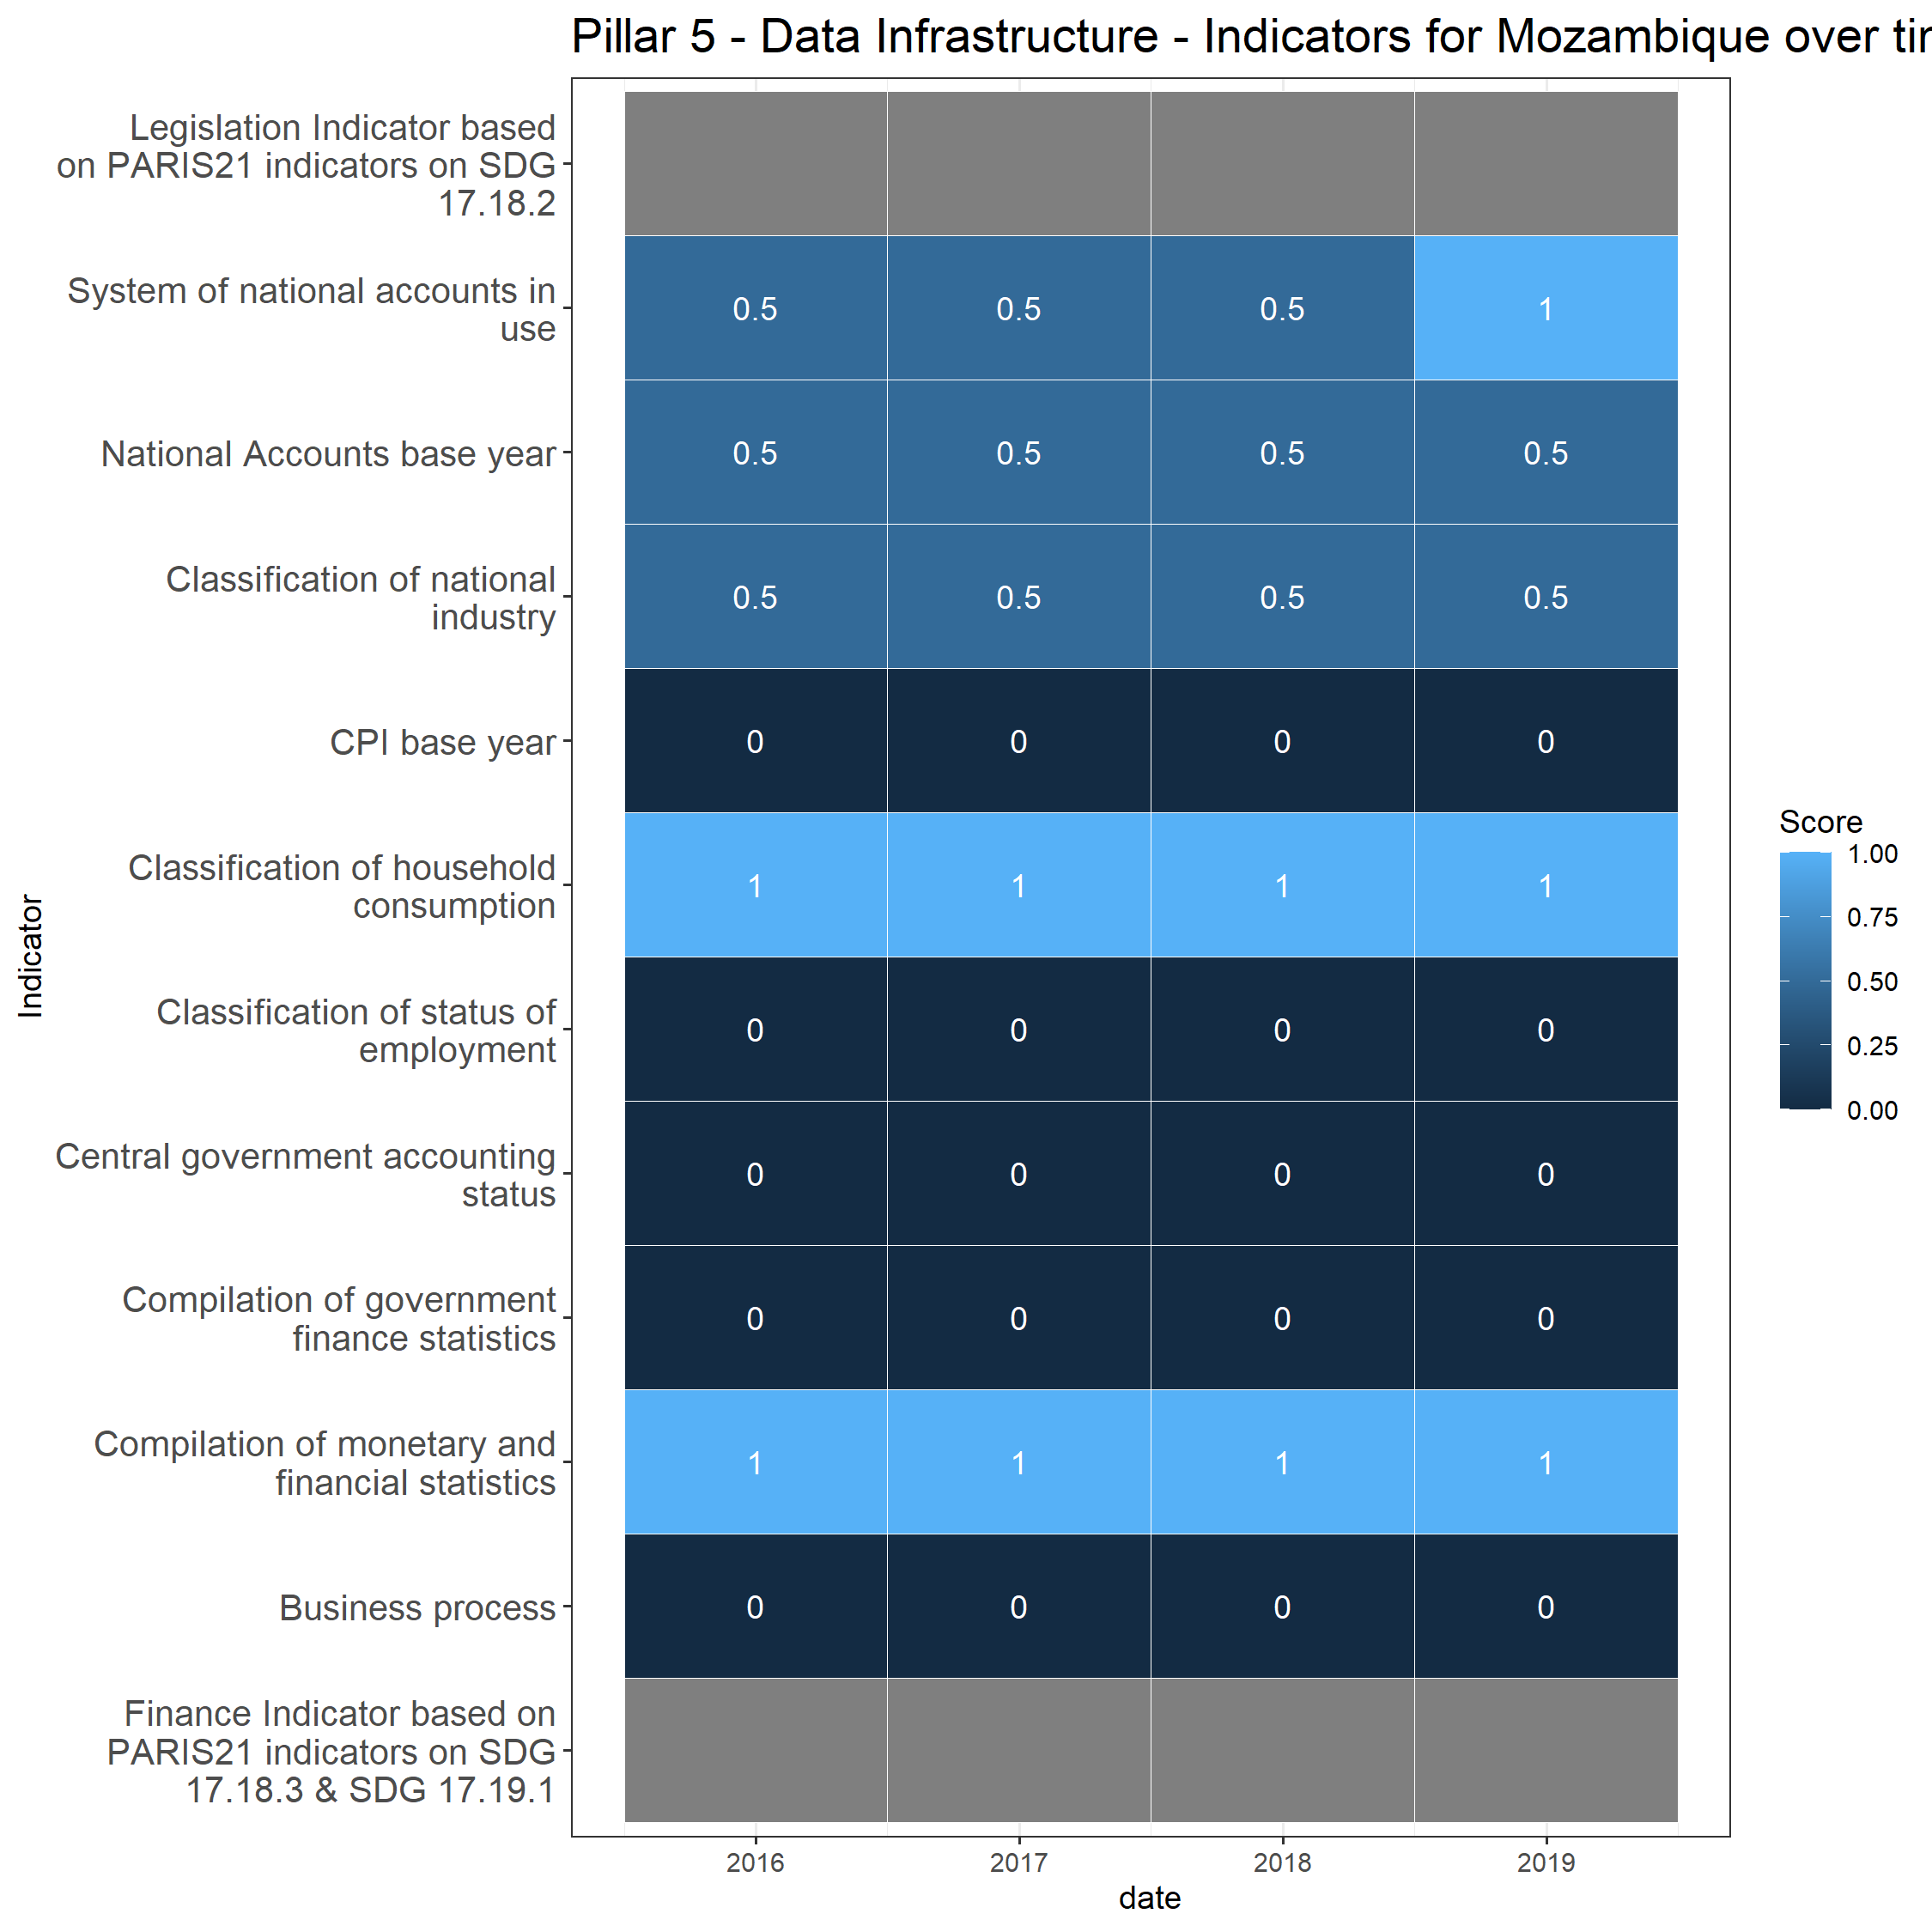 Pillar 5 - Data Infrastructure - Indicators for Mozambique over
Legislation Indicator based
on PARIS21 indicators on SDG
17.18.2
System of national accounts in
use
0.5 0.5 0.5 1
National Accounts base year
0.5 0.5 0.5 0.5
Classification of national
industry
0.5 0.5 0.5 0.5
CPI base year
0 0 0 0
Classification of household
consumption
1 1 1 1
Classification of status of
employment
0 0 0 0
Central government accounting
status
0 0 0 0
Compilation of government
finance statistics
0 0 0 0
Compilation of monetary and
financial statistics
1 1 1 1
Business process
0 0 0 0
Finance Indicator based on
PARIS21 indicators on SDG
17.18.3 & SDG 17.19.1
2016 2017 2018 2019
date
Indicator
Score
1.00
0.75
0.50
0.25
0.00